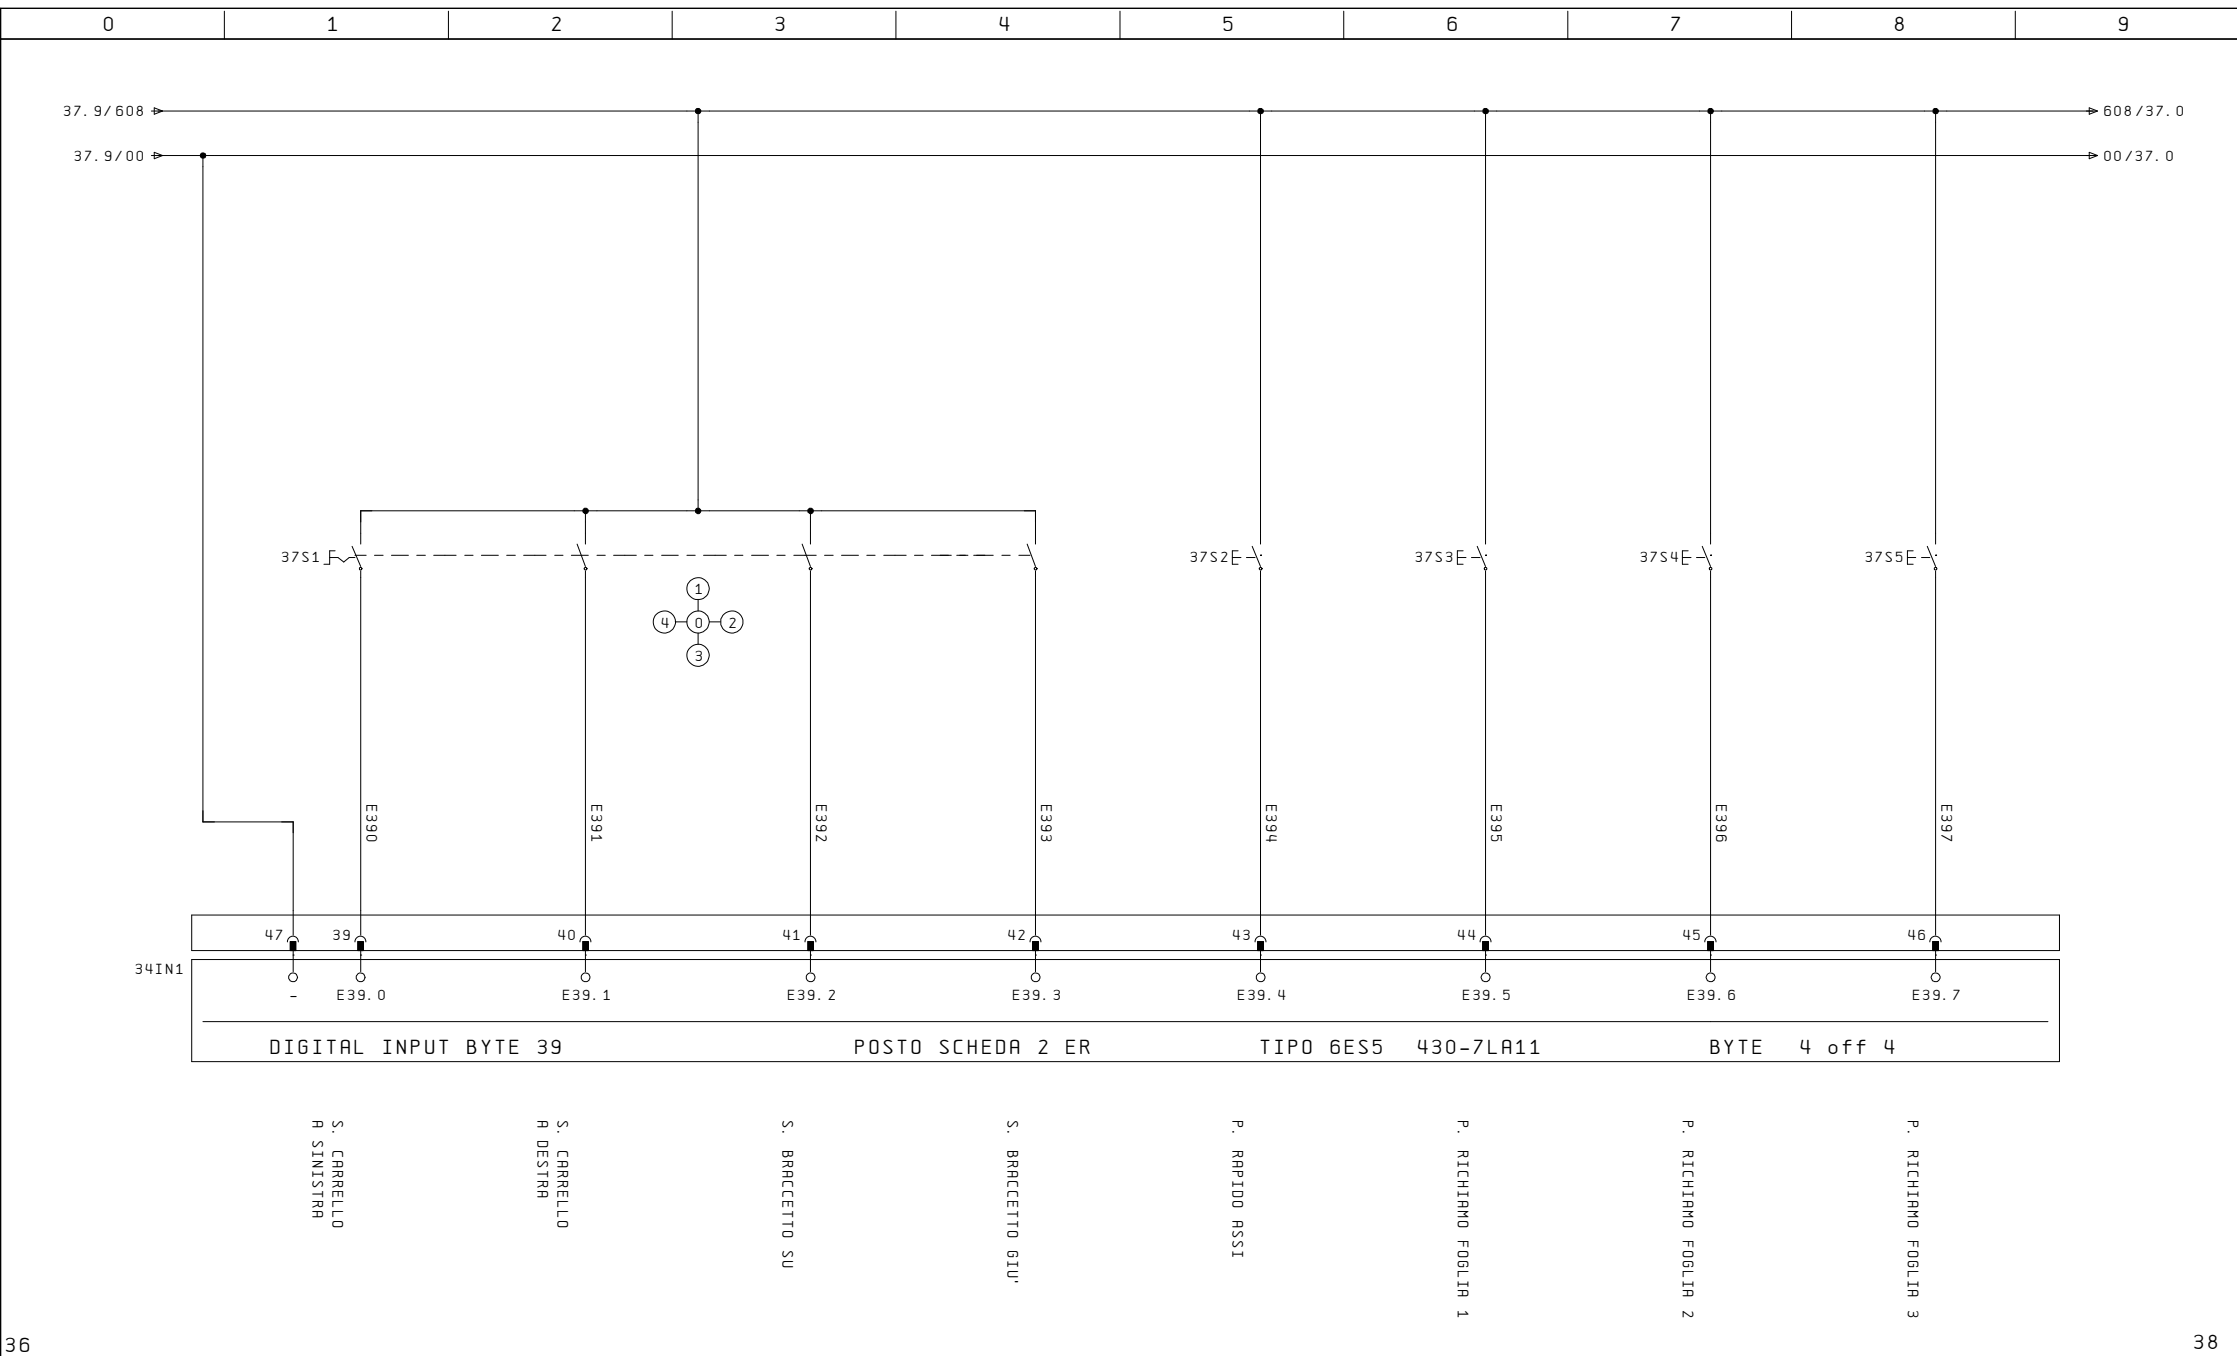 0 1 2 3 4 5 6 7 8 9
37.9/608 608/37.0
37.9/00 00/37.0
37S1 37S2 37S3 37S4 37S5
1
4 0 2
3
E390 E391 E392 E393 E394 E395 E396 E397
47 39 40 41 42 43 44 45 46
34IN1
- E39.0 E39.1 E39.2 E39.3 E39.4 E39.5 E39.6 E39.7
DIGITAL INPUT BYTE 39 POSTO SCHEDA 2 ER TIPO 6ES5 430-7LA11 BYTE 4 off 4
S. CARRELLO
A SINISTRA
S. CARRELLO
A DESTRA
S. BRACCETTO SU
S. BRACCETTO GIU'
P. RAPIDO ASSI
P. RICHIAMO FOGLIA 1
P. RICHIAMO FOGLIA 2
P. RICHIAMO FOGLIA 3
36 38